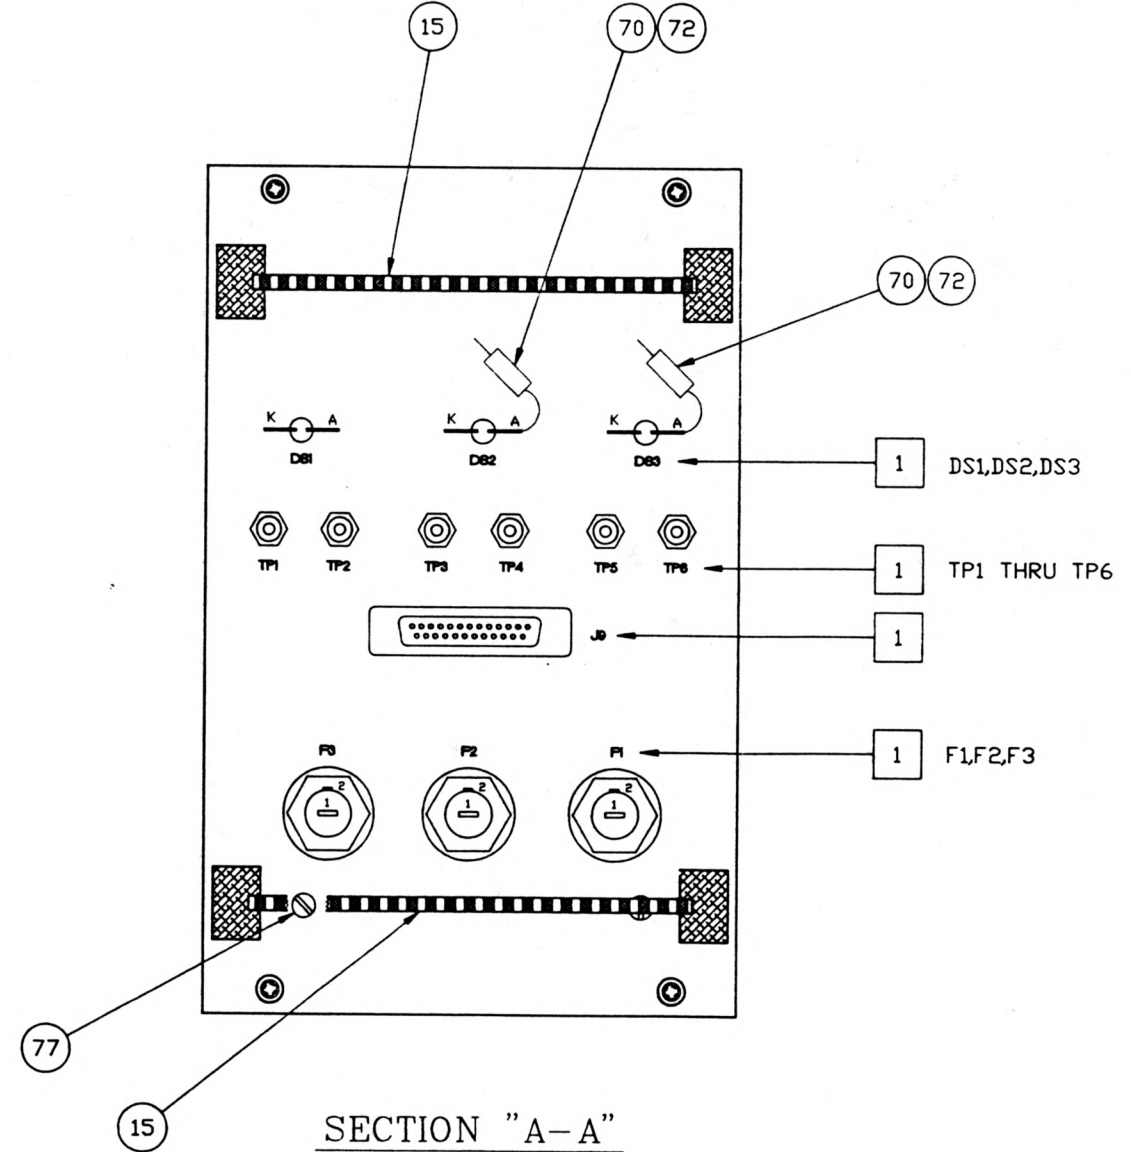 15
70 72
70 72
K A
K A
K A
DS1
DS2
DS3
1 DS1,DS2,DS3
TP1
TP2
TP3
TP4
TP5
TP6
1 TP1 THRU TP6
J9
1
F3
F2
F1
1 F1,F2,F3
2
1
2
1
2
1
77
15
SECTION "A-A"